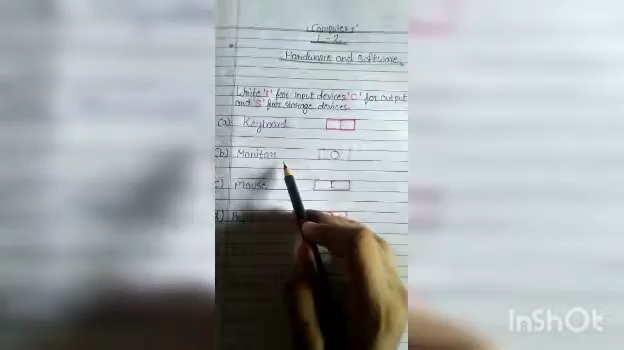 "Computers"
L-2
Hardware and Software
Write 'I' for input devices 'O' for output
and 'S' for storage devices.
(a) Keyboard I
(b) Monitor O
(c) Mouse I
InShOt